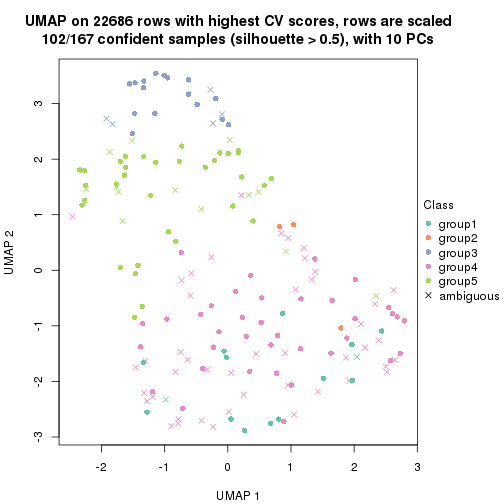 UMAP on 22686 rows with highest CV scores, rows are scaled
102/167 confident samples (silhouette > 0.5), with 10 PCs
3
2
1
0
-1
-2
-3
UMAP 2
-2
-1
0
1
2
3
UMAP 1
Class
group1
group2
group3
group4
group5
ambiguous